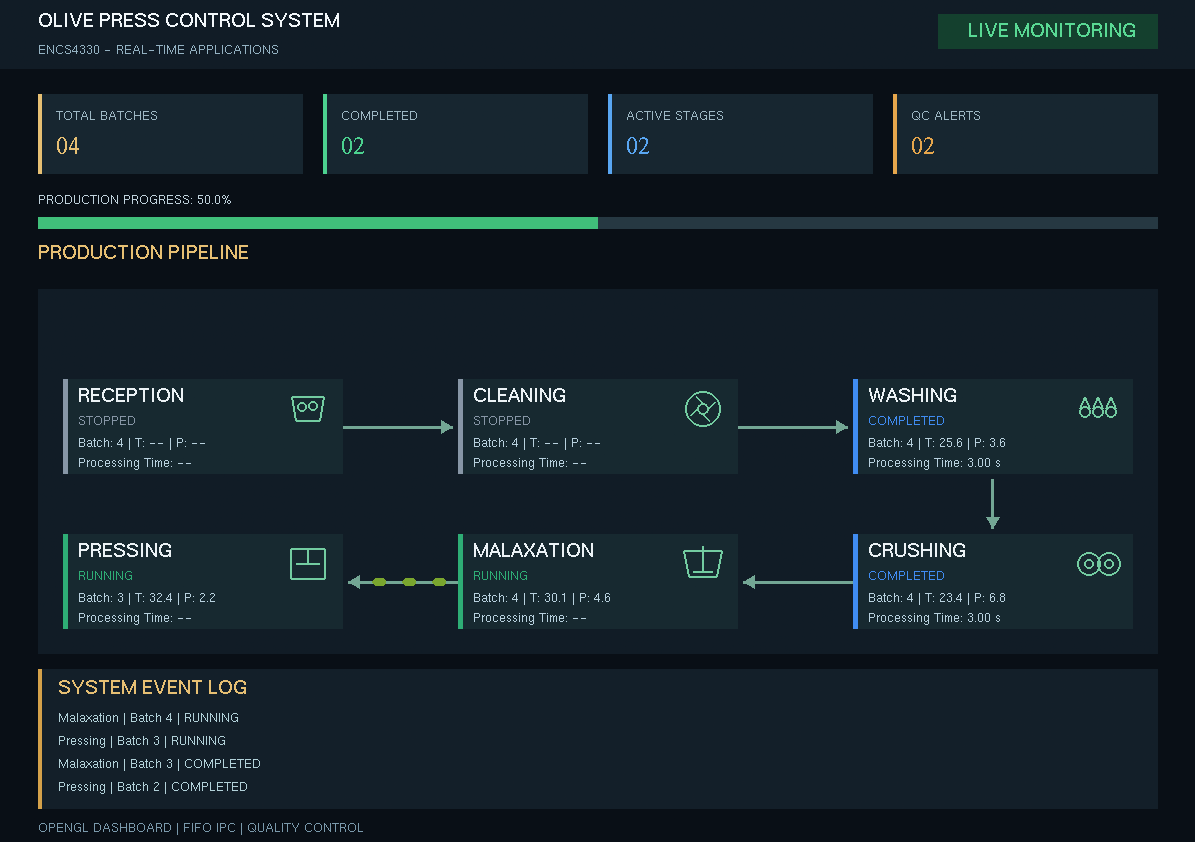 OLIVE PRESS CONTROL SYSTEM
ENCS4330 - REAL-TIME APPLICATIONS
LIVE MONITORING
TOTAL BATCHES
04
COMPLETED
02
ACTIVE STAGES
02
QC ALERTS
02
PRODUCTION PROGRESS: 50.0%
PRODUCTION PIPELINE
RECEPTION
STOPPED
Batch: 4 | T: -- | P: --
Processing Time: --
CLEANING
STOPPED
Batch: 4 | T: -- | P: --
Processing Time: --
WASHING
COMPLETED
Batch: 4 | T: 25.6 | P: 3.6
Processing Time: 3.00 s
PRESSING
RUNNING
Batch: 3 | T: 32.4 | P: 2.2
Processing Time: --
MALAXATION
RUNNING
Batch: 4 | T: 30.1 | P: 4.6
Processing Time: --
CRUSHING
COMPLETED
Batch: 4 | T: 23.4 | P: 6.8
Processing Time: 3.00 s
SYSTEM EVENT LOG
Malaxation | Batch 4 | RUNNING
Pressing | Batch 3 | RUNNING
Malaxation | Batch 3 | COMPLETED
Pressing | Batch 2 | COMPLETED
OPENGL DASHBOARD | FIFO IPC | QUALITY CONTROL